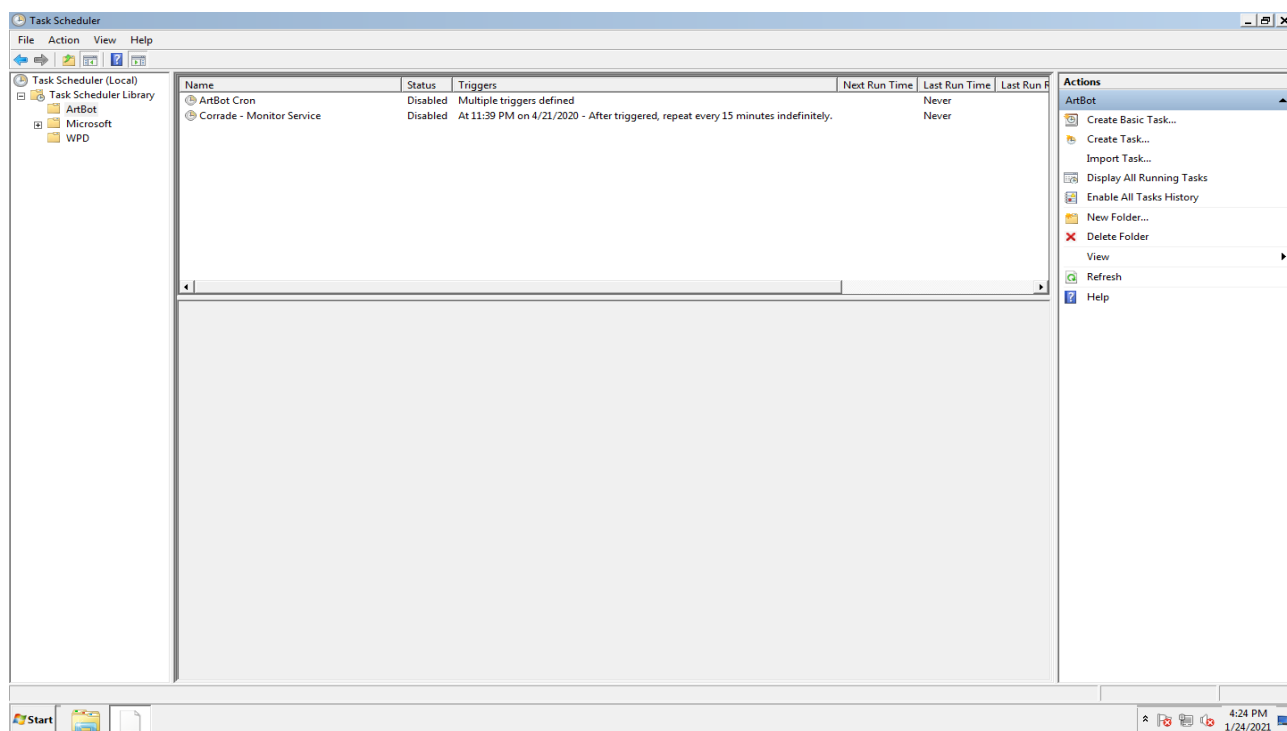 Task Scheduler
File Action View Help
Task Scheduler (Local)
Task Scheduler Library
ArtBot
Microsoft
WPD
Name Status Triggers Next Run Time Last Run Time Last Run R
ArtBot Cron Disabled Multiple triggers defined Never
Corrade - Monitor Service Disabled At 11:39 PM on 4/21/2020 - After triggered, repeat every 15 minutes indefinitely. Never
Actions
ArtBot
Create Basic Task...
Create Task...
Import Task...
Display All Running Tasks
Enable All Tasks History
New Folder...
Delete Folder
View
Refresh
Help
Start
4:24 PM
1/24/2021